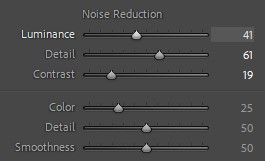 Noise Reduction
Luminance 41
Detail 61
Contrast 19
Color 25
Detail 50
Smoothness 50